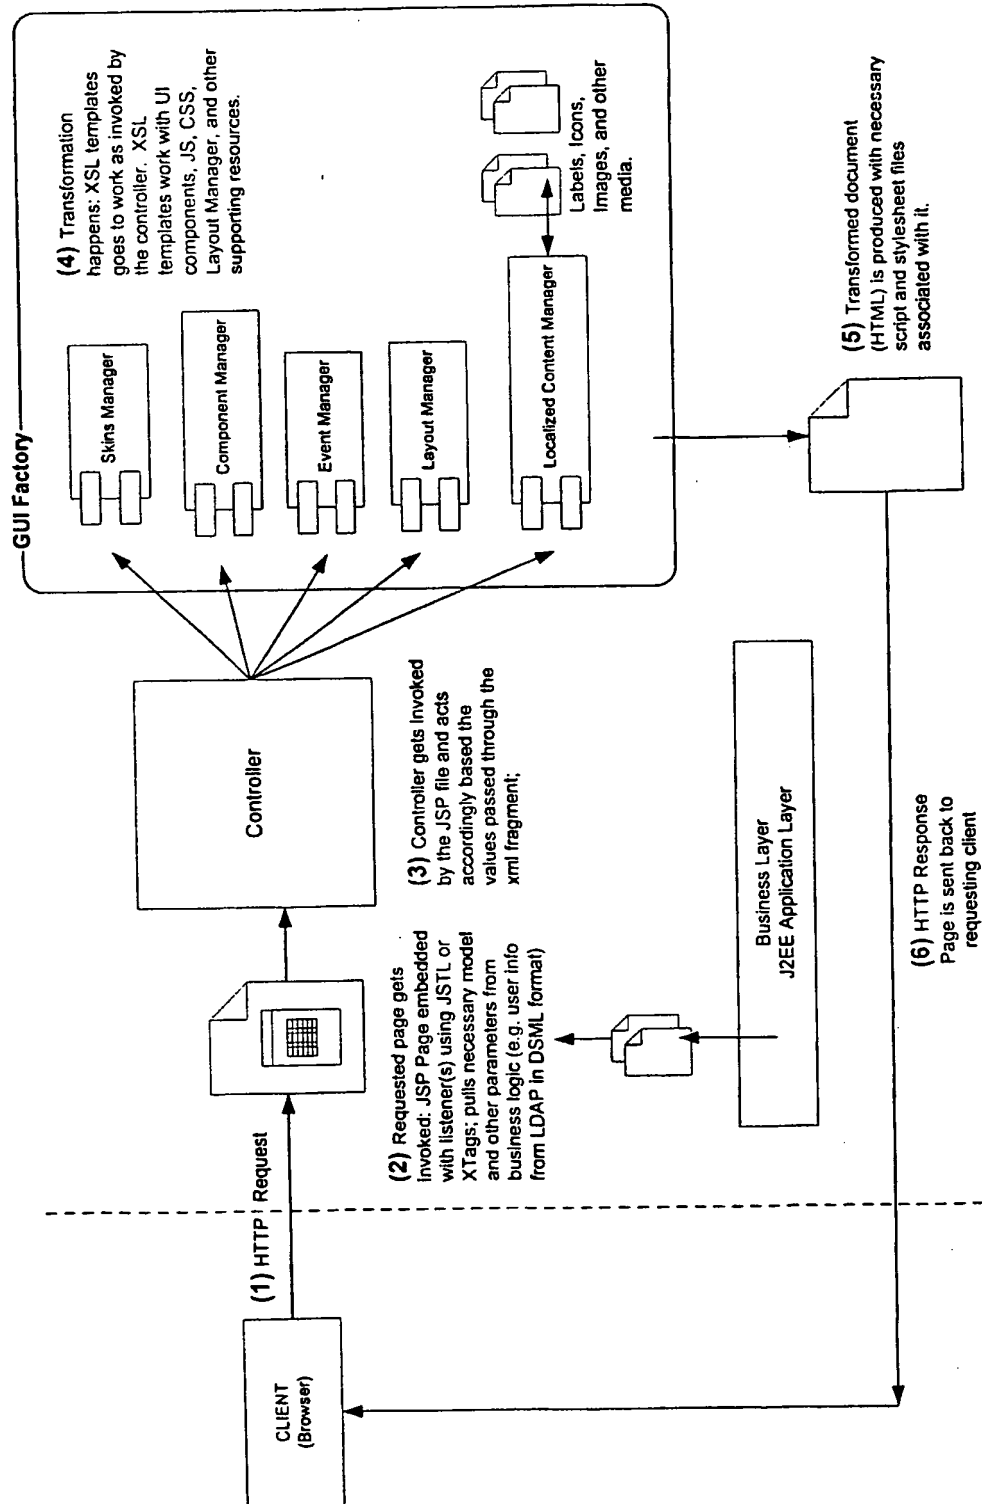 GUI Factory
CLIENT
(Browser)
(1) HTTP Request
(2) Requested page gets
Invoked: JSP Page embedded
with listener(s) using JSTL or
XTags; pulls necessary model
and other parameters from
business logic (e.g. user info
from LDAP in DSML format)
Controller
(3) Controller gets Invoked
by the JSP file and acts
accordingly based the
values passed through the
xml fragment;
Skins Manager
Component Manager
Event Manager
Layout Manager
Localized Content Manager
(4) Transformation
happens: XSL templates
goes to work as invoked by
the controller. XSL
templates work with UI
components, JS, CSS,
Layout Manager, and other
supporting resources.
Labels, Icons,
Images, and other
media.
Business Layer
J2EE Application Layer
(5) Transformed document
(HTML) is produced with necessary
script and stylesheet files
associated with it.
(6) HTTP Response
Page is sent back to
requesting client